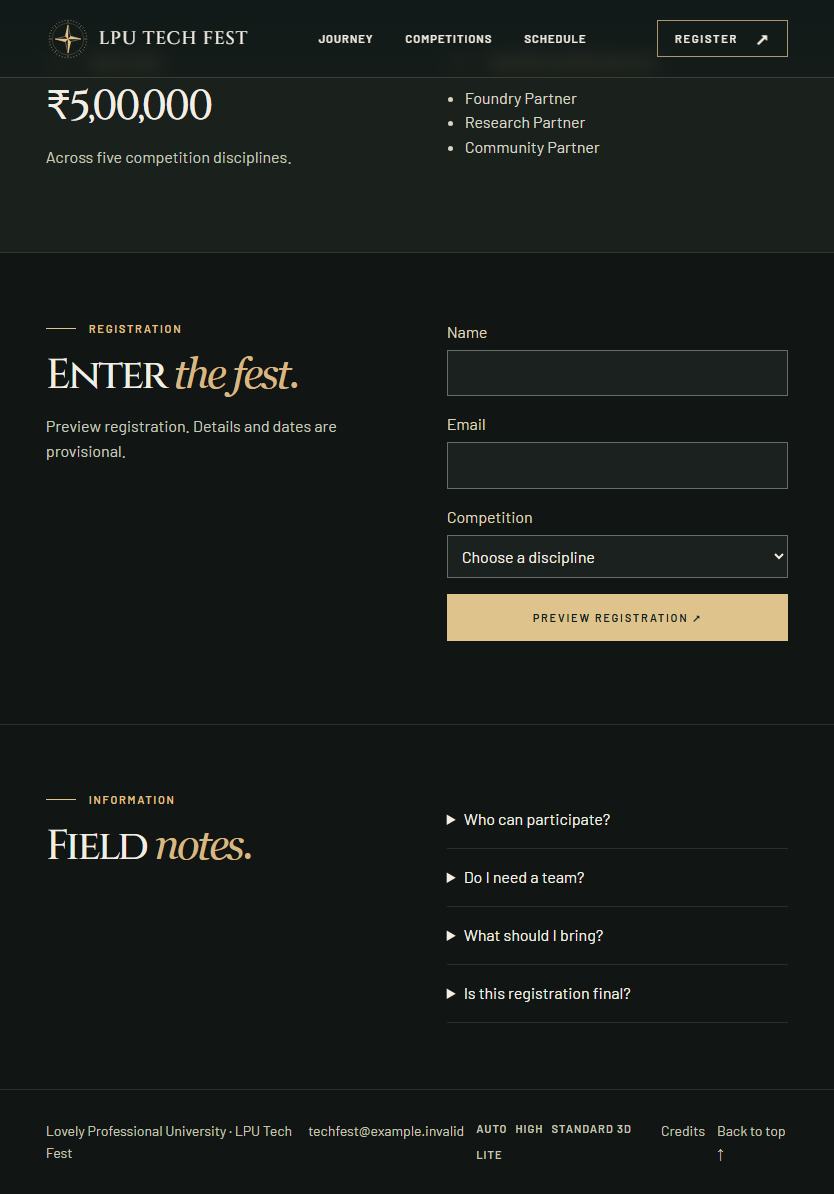 LPU TECH FEST
JOURNEY COMPETITIONS SCHEDULE
REGISTER ↗
₹5,00,000
Across five competition disciplines.
• Foundry Partner
• Research Partner
• Community Partner
REGISTRATION
ENTER the fest.
Preview registration. Details and dates are
provisional.
Name
Email
Competition
Choose a discipline
PREVIEW REGISTRATION ↗
INFORMATION
FIELD notes.
Who can participate?
Do I need a team?
What should I bring?
Is this registration final?
Lovely Professional University · LPU Tech
Fest
techfest@example.invalid
AUTO HIGH STANDARD 3D
LITE
Credits
Back to top
↑